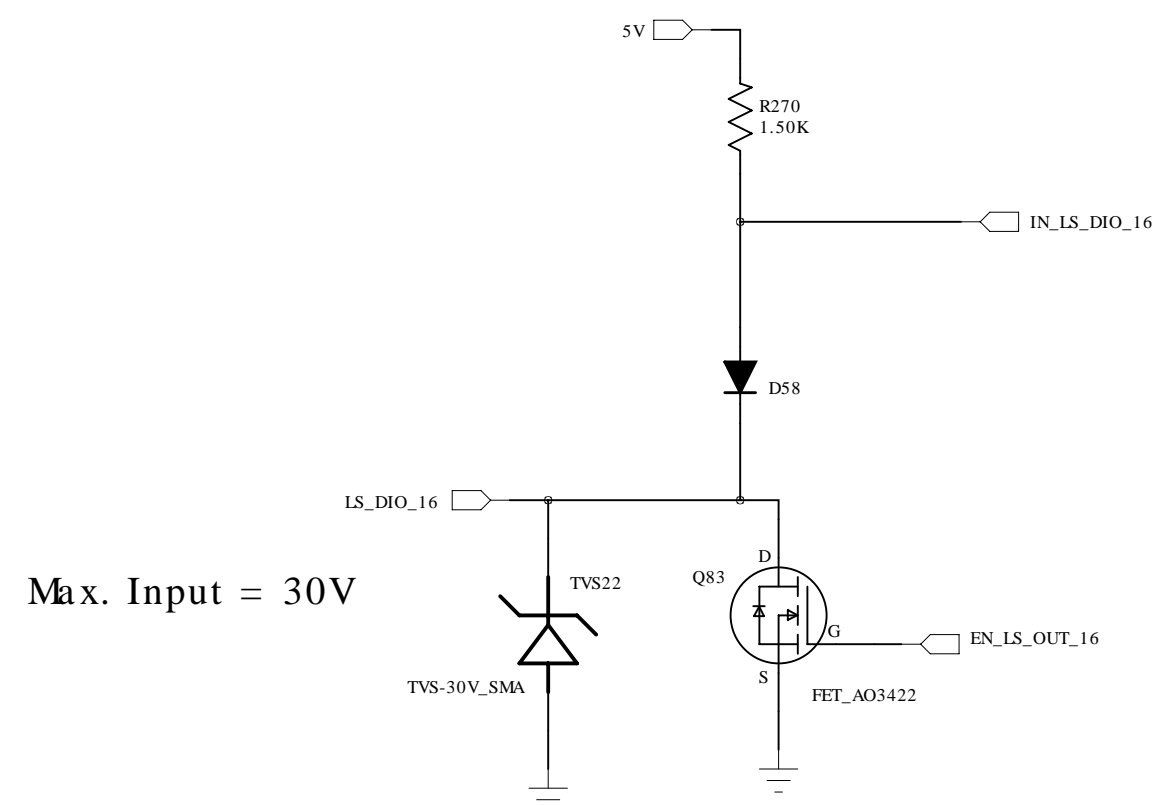 5V
R270
1.50K
IN_LS_DIO_16
D58
LS_DIO_16
D
Q83
TVS22
Max. Input = 30V
G
EN_LS_OUT_16
S
TVS-30V_SMA
FET_AO3422